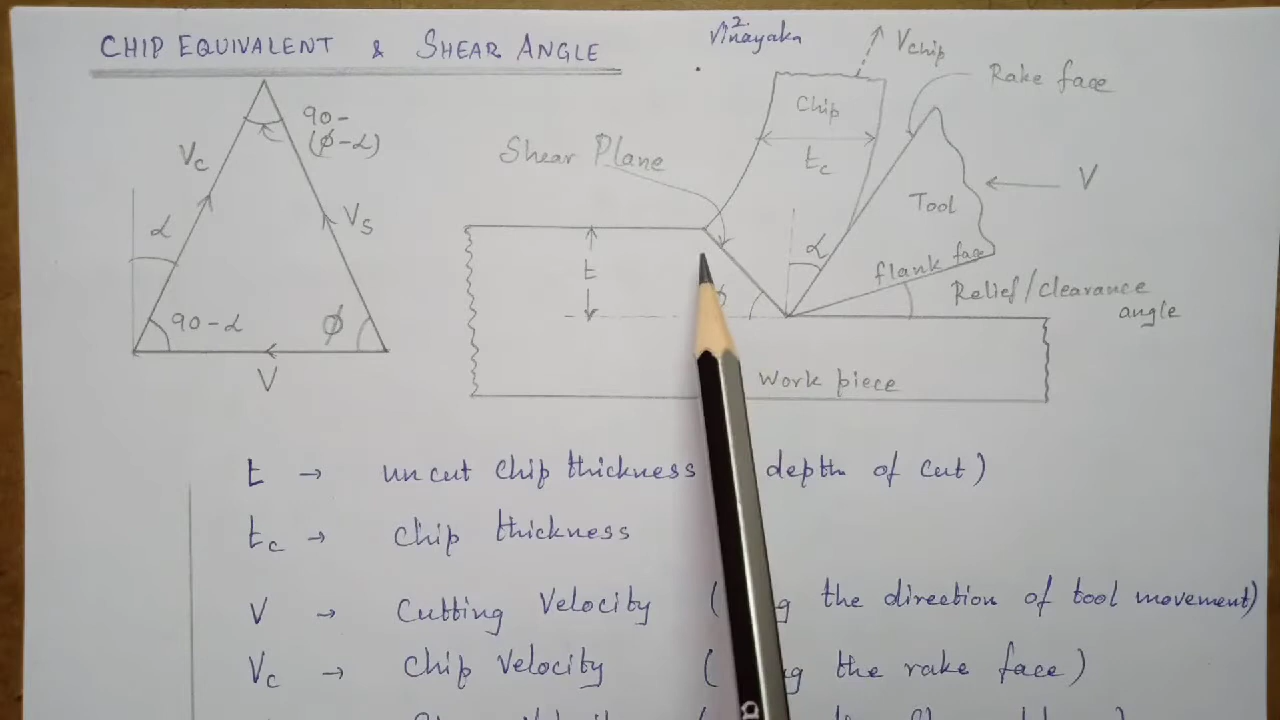 CHIP EQUIVALENT & SHEAR ANGLE
2.
Vinayaka
Vchip
Rake face
90-
(ϕ-α)
Vc
Chip
tc
Shear Plane
V
α
Vs
Tool
α
t
flank face
Relief/clearance
angle
90-α
ϕ
ϕ
V
Work piece
t → uncut chip thickness depth of cut)
tc → Chip thickness
V → Cutting Velocity ( the direction of tool movement)
Vc → Chip Velocity ( the rake face)